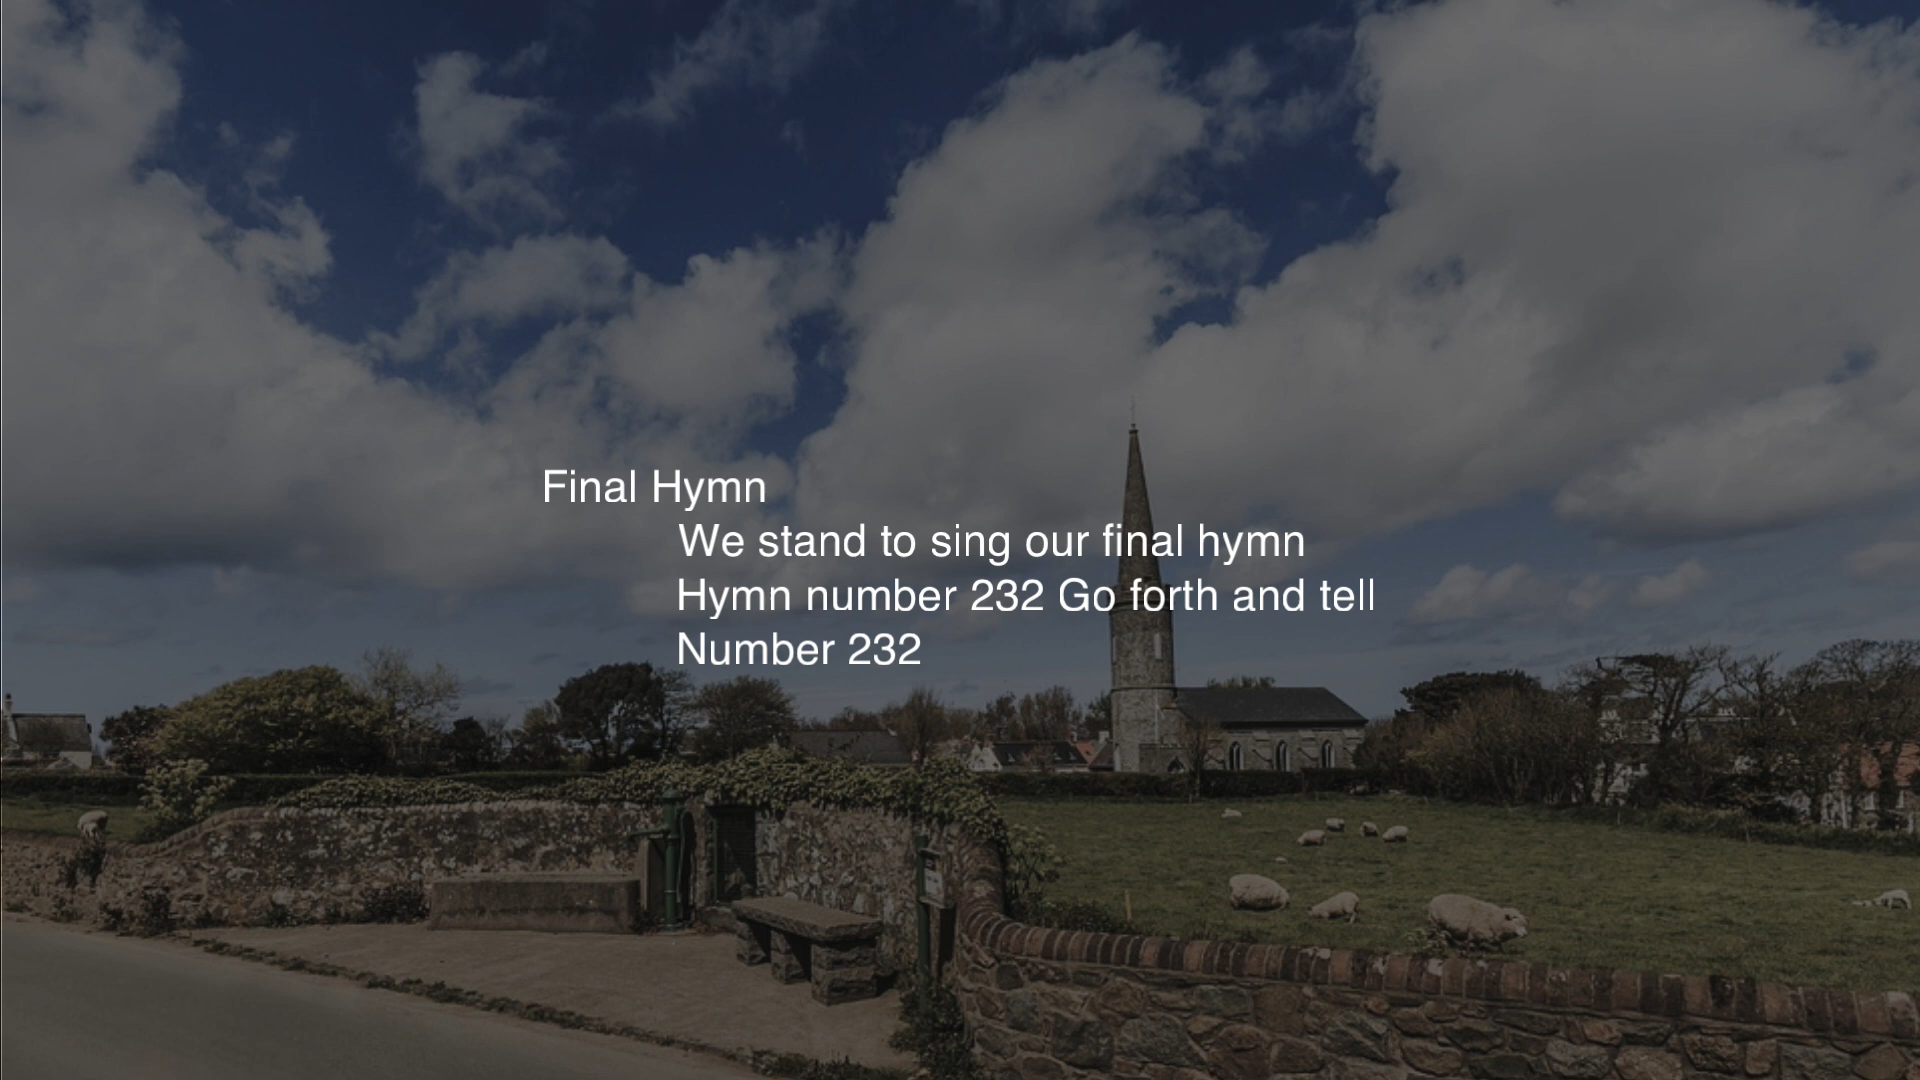 Final Hymn
We stand to sing our final hymn
Hymn number 232 Go forth and tell
Number 232